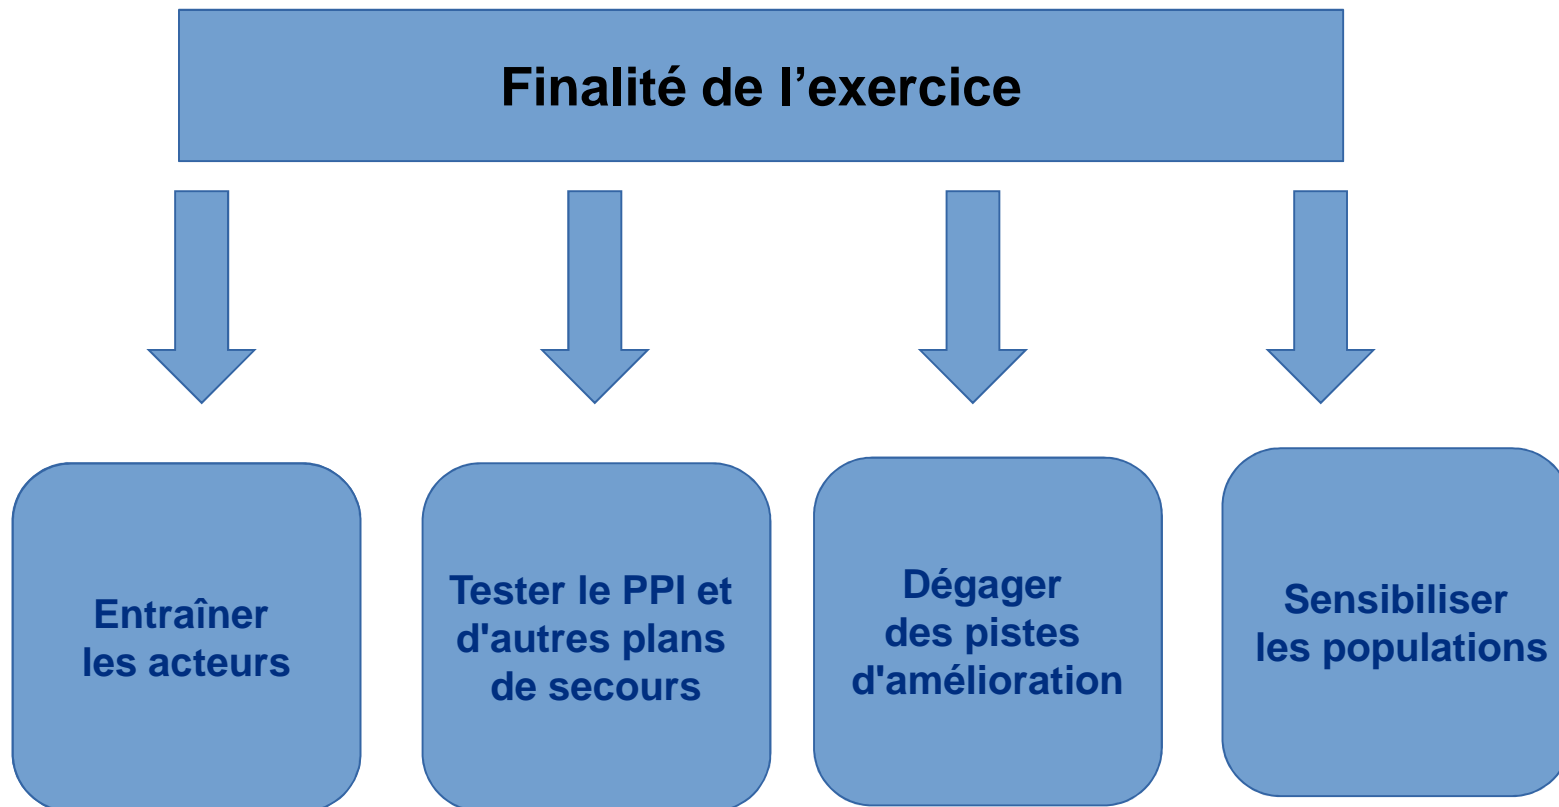 Finalité de l’exercice
Entraîner
les acteurs
Tester le PPI et
d'autres plans
de secours
Dégager
des pistes
d'amélioration
Sensibiliser
les populations